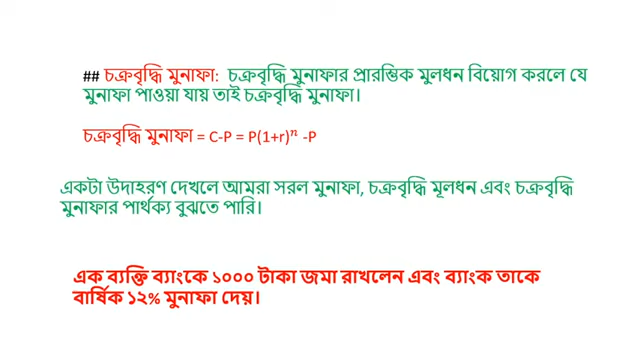 ## চক্রবৃদ্ধি মুনাফা: চক্রবৃদ্ধি মুনাফার প্রারম্ভিক মুলধন বিয়োগ করলে যে
মুনাফা পাওয়া যায় তাই চক্রবৃদ্ধি মুনাফা।
চক্রবৃদ্ধি মুনাফা = C-P = P(1+r)ⁿ -P
একটা উদাহরণ দেখলে আমরা সরল মুনাফা, চক্রবৃদ্ধি মূলধন এবং চক্রবৃদ্ধি
মুনাফার পার্থক্য বুঝতে পারি।
এক ব্যক্তি ব্যাংকে ১০০০ টাকা জমা রাখলেন এবং ব্যাংক তাকে
বার্ষিক ১২% মুনাফা দেয়।